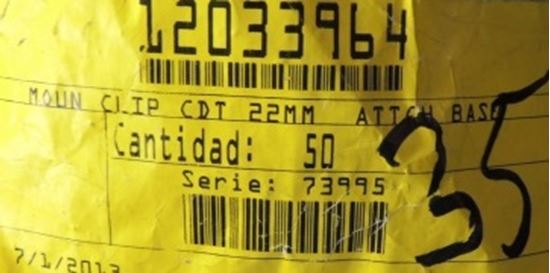 12033964
MOUN CLIP CDT 22MM ATTCH BASE
Cantidad: 50
35
Serie: 73995
7/1/2013